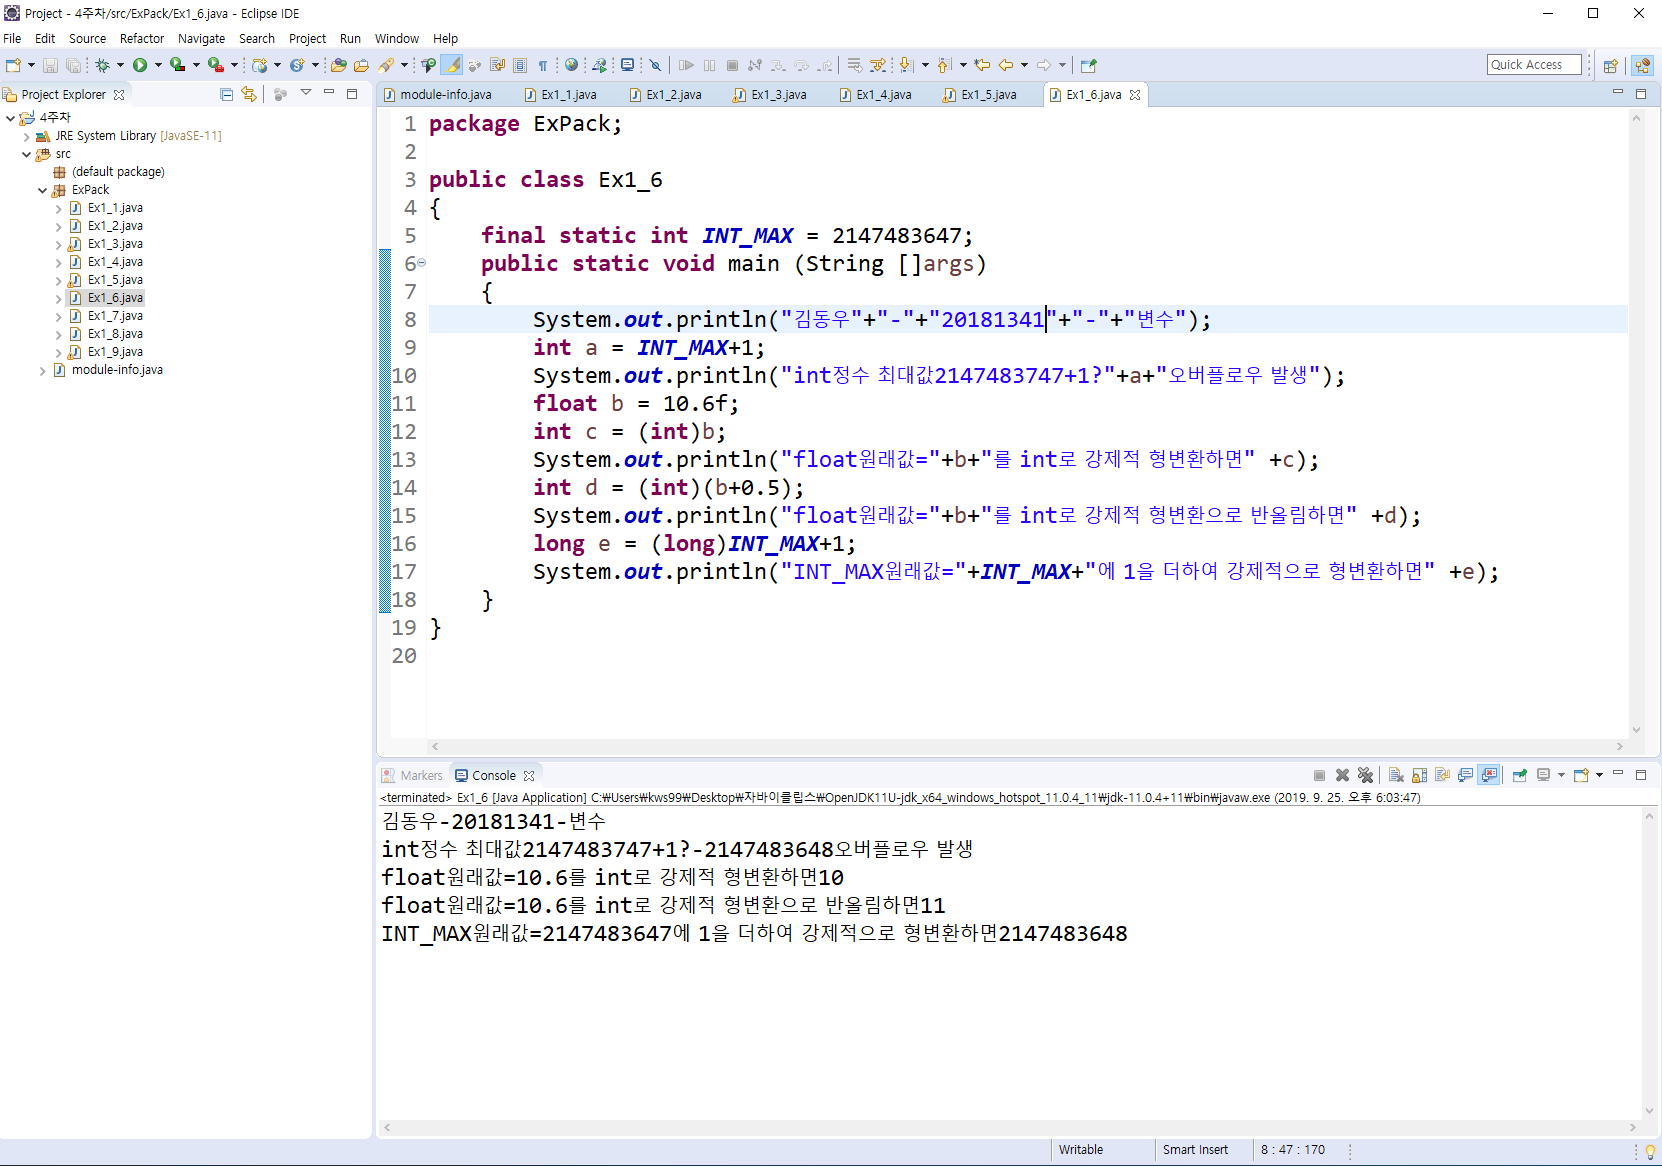 Project - 4주차/src/ExPack/Ex1_6.java - Eclipse IDE
File Edit Source Refactor Navigate Search Project Run Window Help
Quick Access
Project Explorer
4주차
JRE System Library [JavaSE-11]
src
(default package)
ExPack
Ex1_1.java
Ex1_2.java
Ex1_3.java
Ex1_4.java
Ex1_5.java
Ex1_6.java
Ex1_7.java
Ex1_8.java
Ex1_9.java
module-info.java
module-info.java Ex1_1.java Ex1_2.java Ex1_3.java Ex1_4.java Ex1_5.java Ex1_6.java
1 package ExPack;
2
3 public class Ex1_6
4 {
5 final static int INT_MAX = 2147483647;
6 public static void main (String []args)
7 {
8 System.out.println("김동우"+"-"+"20181341"+"-"+"변수");
9 int a = INT_MAX+1;
10 System.out.println("int정수 최대값2147483747+1?"+a+"오버플로우 발생");
11 float b = 10.6f;
12 int c = (int)b;
13 System.out.println("float원래값="+b+"를 int로 강제적 형변환하면" +c);
14 int d = (int)(b+0.5);
15 System.out.println("float원래값="+b+"를 int로 강제적 형변환으로 반올림하면" +d);
16 long e = (long)INT_MAX+1;
17 System.out.println("INT_MAX원래값="+INT_MAX+"에 1을 더하여 강제적으로 형변환하면" +e);
18 }
19 }
20
Markers Console
<terminated> Ex1_6 [Java Application] C:₩Users₩kws99₩Desktop₩자바이클립스₩OpenJDK11U-jdk_x64_windows_hotspot_11.0.4_11₩jdk-11.0.4+11₩bin₩javaw.exe (2019. 9. 25. 오후 6:03:47)
김동우-20181341-변수
int정수 최대값2147483747+1?-2147483648오버플로우 발생
float원래값=10.6를 int로 강제적 형변환하면10
float원래값=10.6를 int로 강제적 형변환으로 반올림하면11
INT_MAX원래값=2147483647에 1을 더하여 강제적으로 형변환하면2147483648
Writable Smart Insert 8 : 47 : 170